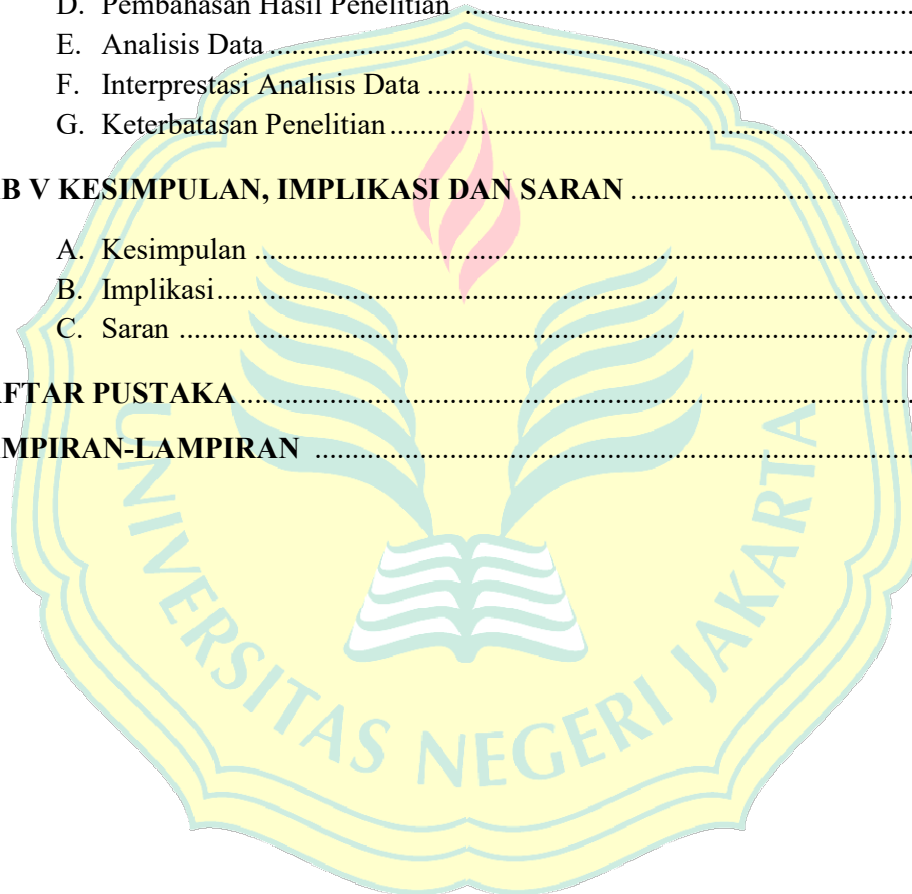 D. Pembahasan Hasil Penelitian ..........................................................
E. Analisis Data ......................................................................................
F. Interprestasi Analisis Data .................................................................
G. Keterbatasan Penelitian ......................................................................
B V KESIMPULAN, IMPLIKASI DAN SARAN ......................................
A. Kesimpulan ........................................................................................
B. Implikasi .............................................................................................
C. Saran ..................................................................................................
FTAR PUSTAKA ..........................................................................................
MPIRAN-LAMPIRAN ................................................................................
UNIVERSITAS NEGERI JAKARTA